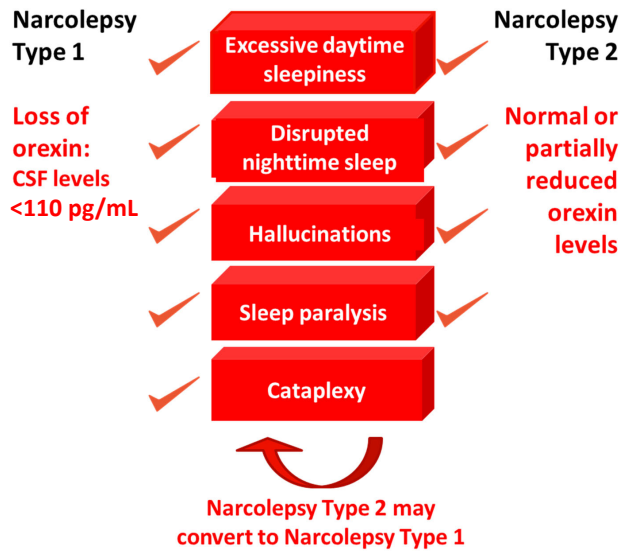 Narcolepsy
Type 1
Loss of
orexin:
CSF levels
<110 pg/mL
Excessive daytime
sleepiness
Disrupted
nighttime sleep
Hallucinations
Sleep paralysis
Cataplexy
Narcolepsy
Type 2
Normal or
partially
reduced
orexin
levels
Narcolepsy Type 2 may
convert to Narcolepsy Type 1